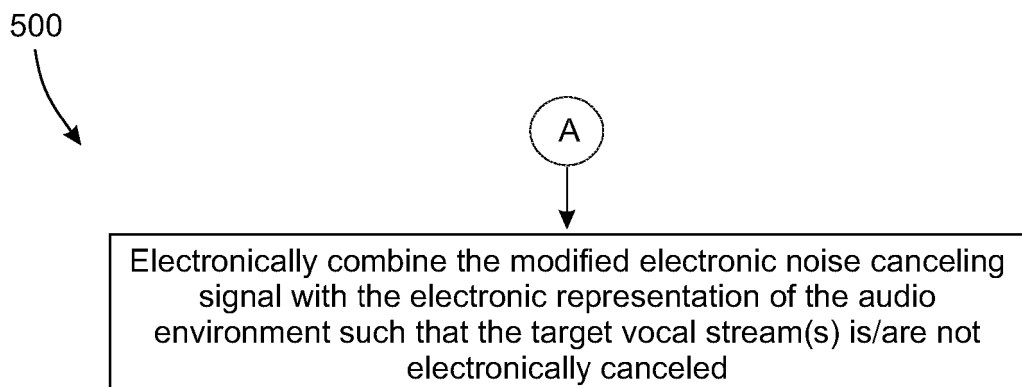 500
A
Electronically combine the modified electronic noise canceling
signal with the electronic representation of the audio
environment such that the target vocal stream(s) is/are not
electronically canceled